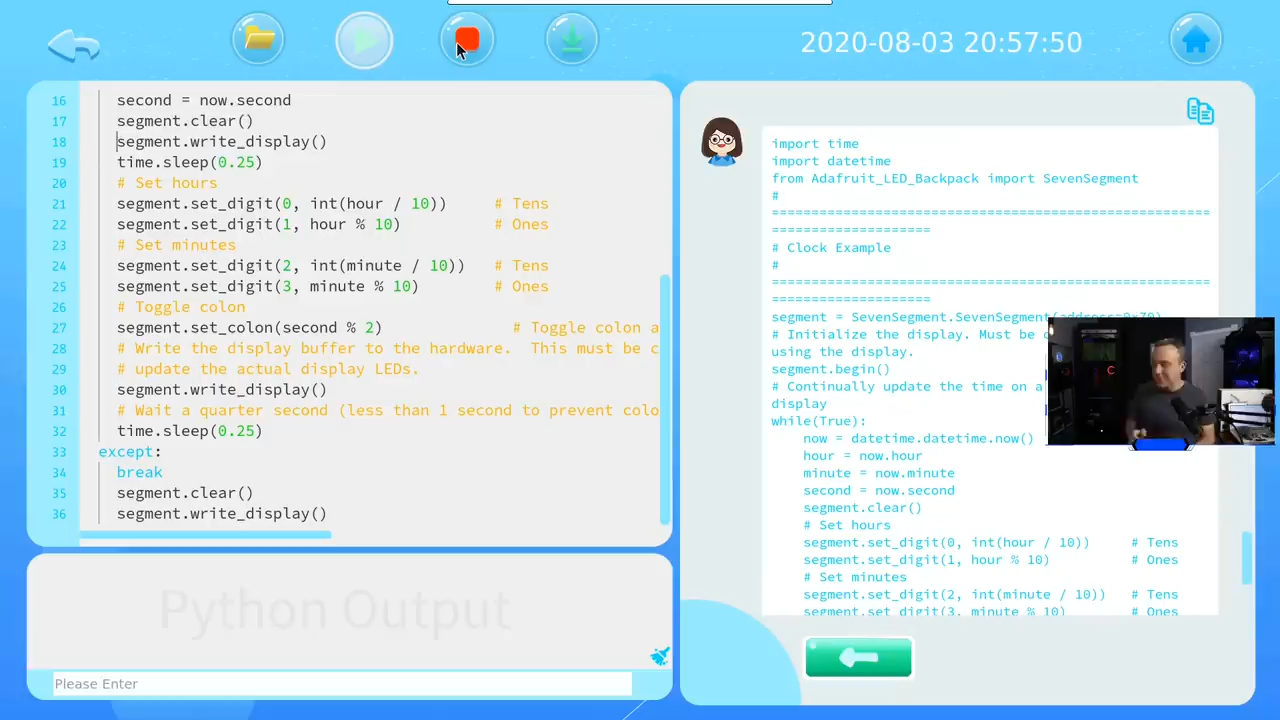 2020-08-03 20:57:50
16 second = now.second
17 segment.clear()
18 segment.write_display()
19 time.sleep(0.25)
20 # Set hours
21 segment.set_digit(0, int(hour / 10)) # Tens
22 segment.set_digit(1, hour % 10) # Ones
23 # Set minutes
24 segment.set_digit(2, int(minute / 10)) # Tens
25 segment.set_digit(3, minute % 10) # Ones
26 # Toggle colon
27 segment.set_colon(second % 2) # Toggle colon a
28 # Write the display buffer to the hardware. This must be c
29 # update the actual display LEDs.
30 segment.write_display()
31 # Wait a quarter second (less than 1 second to prevent colo
32 time.sleep(0.25)
33 except:
34 break
35 segment.clear()
36 segment.write_display()
Python Output
Please Enter
import time
import datetime
from Adafruit_LED_Backpack import SevenSegment
#
=======================================================
====================
# Clock Example
#
=======================================================
====================
segment = SevenSegment.SevenSegment(address=0x70)
# Initialize the display. Must be c
using the display.
segment.begin()
# Continually update the time on a
display
while(True):
now = datetime.datetime.now()
hour = now.hour
minute = now.minute
second = now.second
segment.clear()
# Set hours
segment.set_digit(0, int(hour / 10)) # Tens
segment.set_digit(1, hour % 10) # Ones
# Set minutes
segment.set_digit(2, int(minute / 10)) # Tens
segment.set_digit(3, minute % 10) # Ones